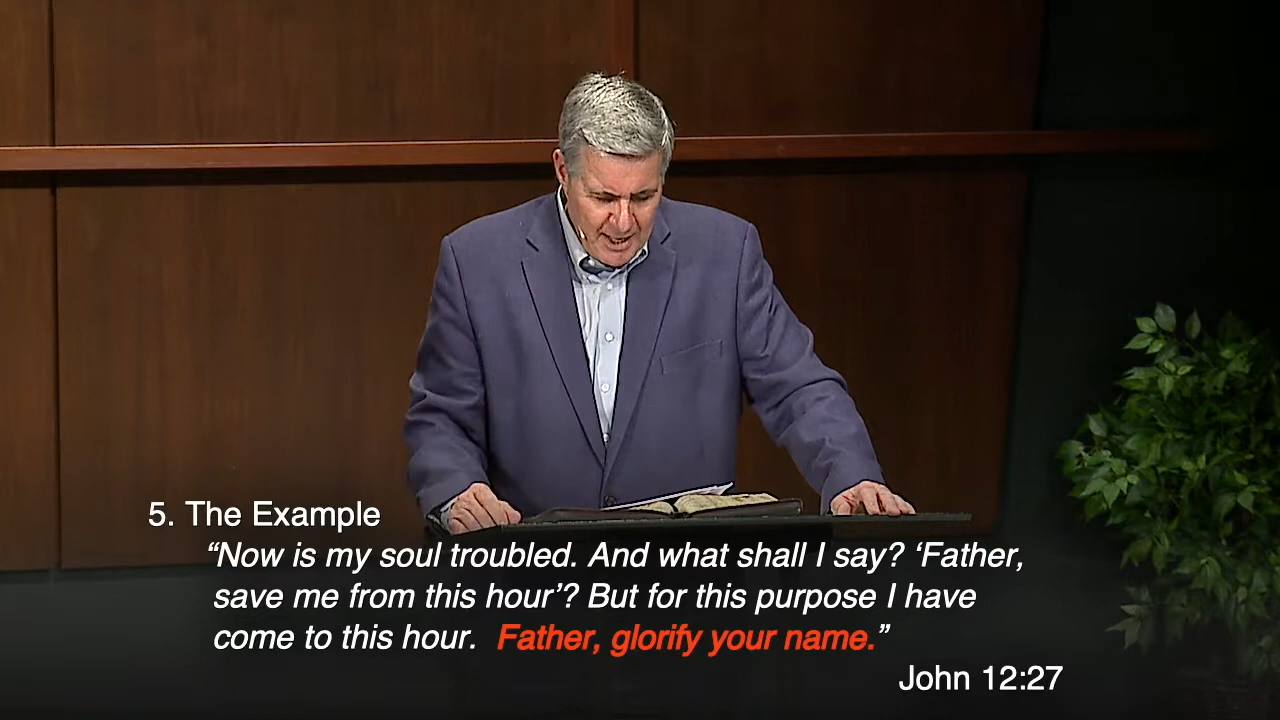 5. The Example
“Now is my soul troubled. And what shall I say? ‘Father,
save me from this hour’? But for this purpose I have
come to this hour. Father, glorify your name.”
John 12:27